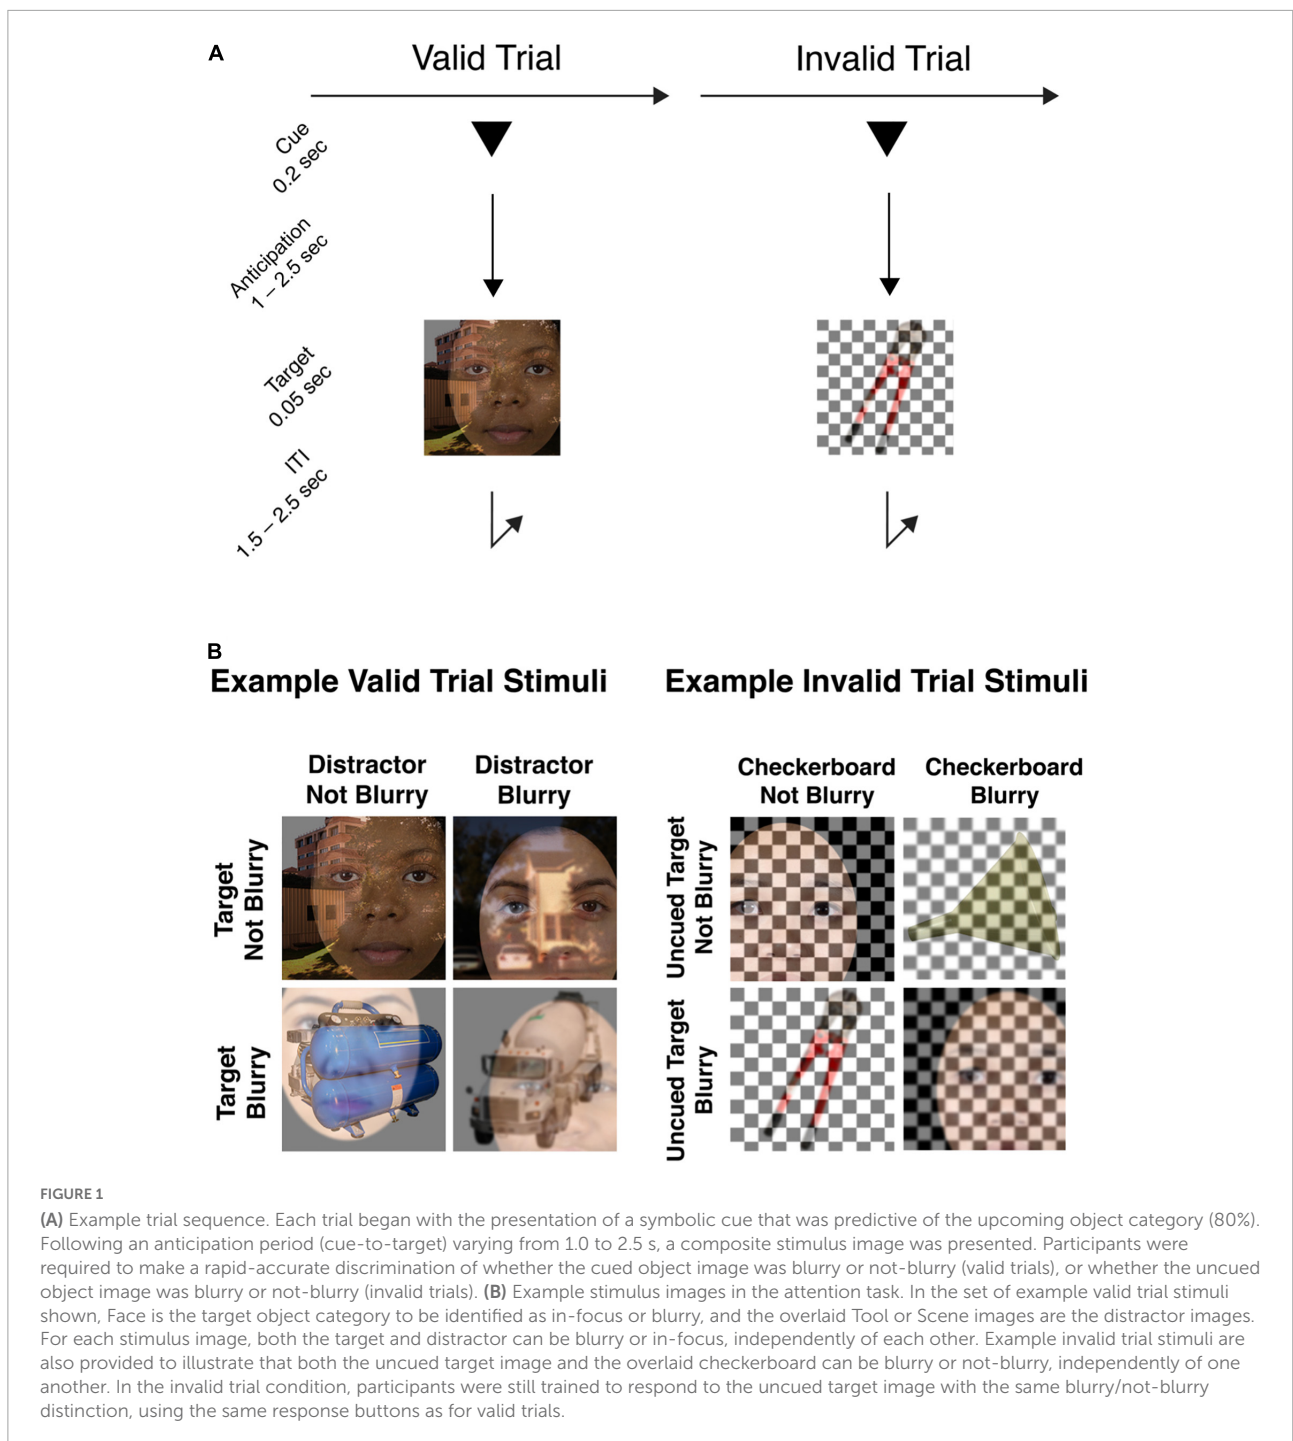 A
Valid Trial
Invalid Trial
Cue
0.2 sec
Anticipation
1 – 2.5 sec
Target
0.05 sec
ITI
1.5 – 2.5 sec
B
Example Valid Trial Stimuli
Example Invalid Trial Stimuli
Distractor
Not Blurry
Distractor
Blurry
Checkerboard
Not Blurry
Checkerboard
Blurry
Target
Not Blurry
Uncued Target
Not Blurry
Target
Blurry
Uncued Target
Blurry
FIGURE 1
(A) Example trial sequence. Each trial began with the presentation of a symbolic cue that was predictive of the upcoming object category (80%).
Following an anticipation period (cue-to-target) varying from 1.0 to 2.5 s, a composite stimulus image was presented. Participants were
required to make a rapid-accurate discrimination of whether the cued object image was blurry or not-blurry (valid trials), or whether the uncued
object image was blurry or not-blurry (invalid trials). (B) Example stimulus images in the attention task. In the set of example valid trial stimuli
shown, Face is the target object category to be identified as in-focus or blurry, and the overlaid Tool or Scene images are the distractor images.
For each stimulus image, both the target and distractor can be blurry or in-focus, independently of each other. Example invalid trial stimuli are
also provided to illustrate that both the uncued target image and the overlaid checkerboard can be blurry or not-blurry, independently of one
another. In the invalid trial condition, participants were still trained to respond to the uncued target image with the same blurry/not-blurry
distinction, using the same response buttons as for valid trials.